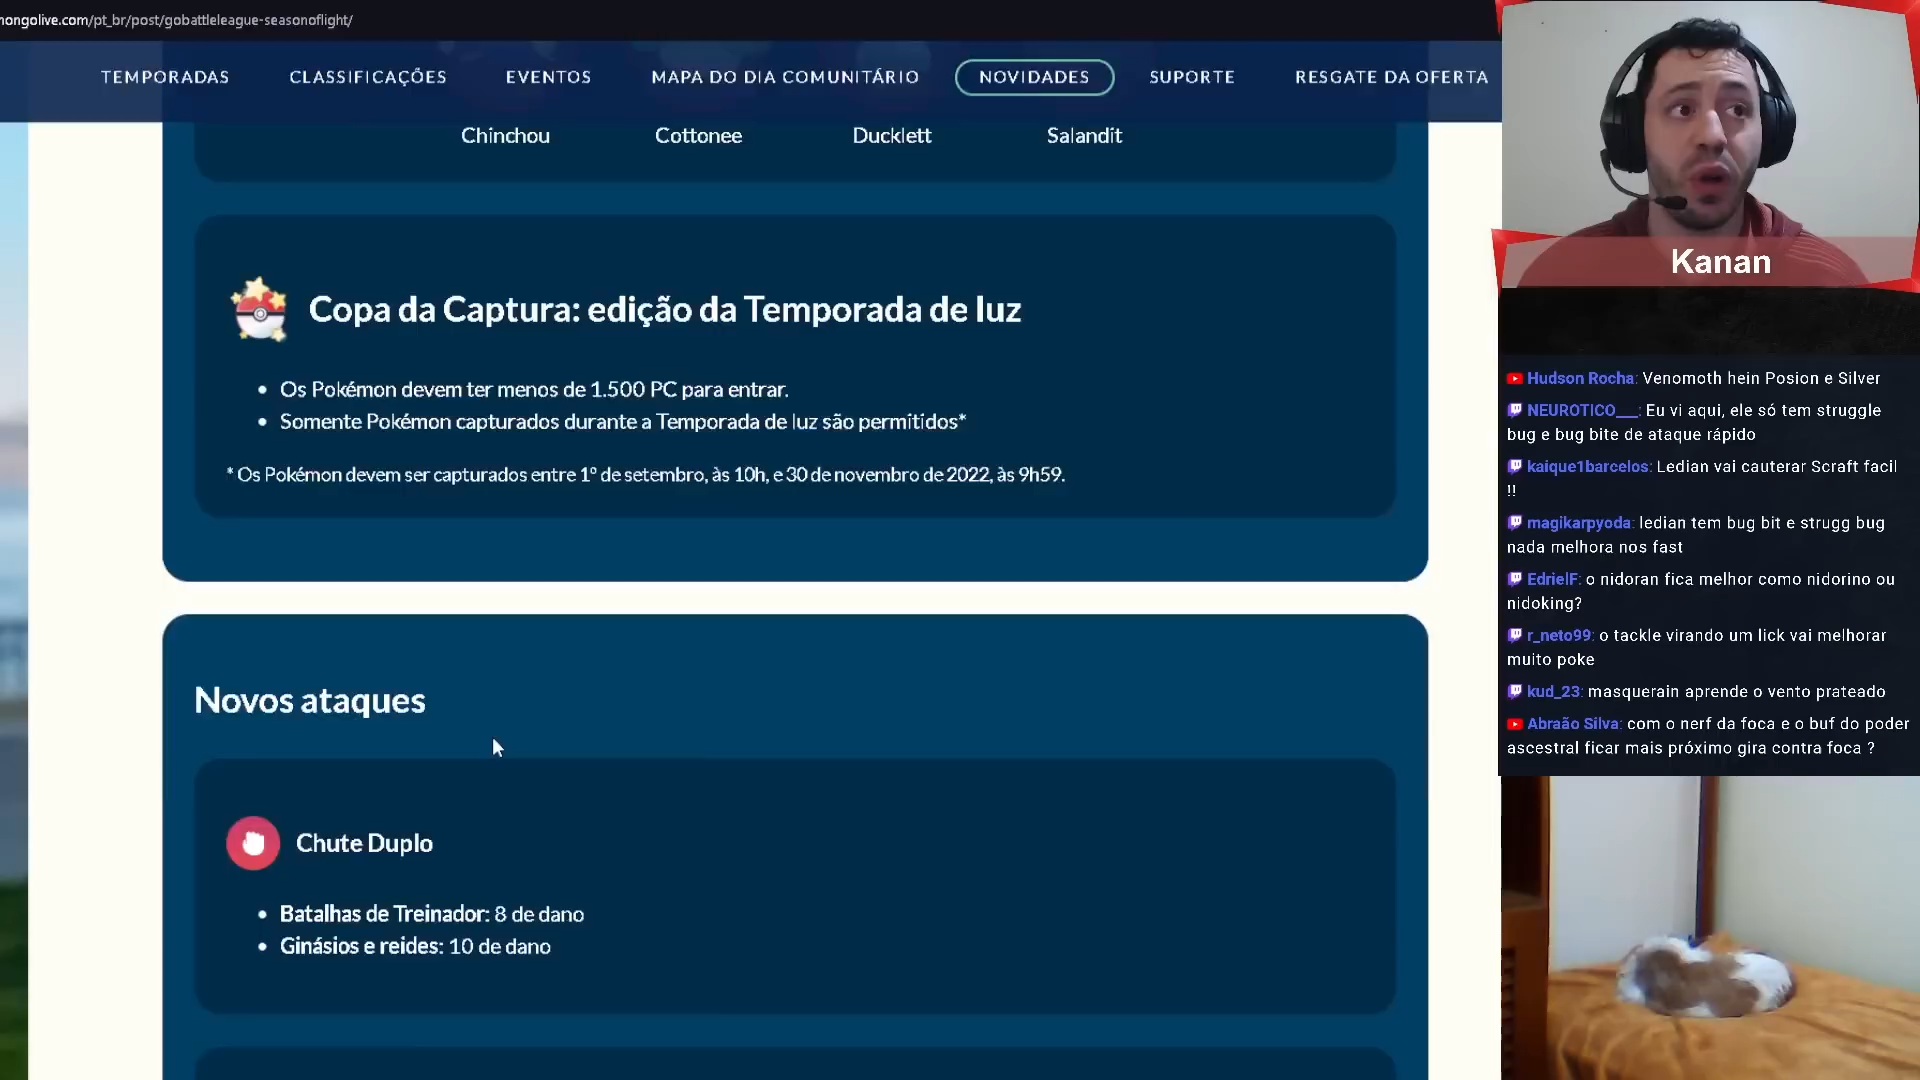 mongolive.com/pt_br/post/gobattleleague-seasonoflight/
TEMPORADAS CLASSIFICAÇÕES EVENTOS MAPA DO DIA COMUNITÁRIO NOVIDADES SUPORTE RESGATE DA OFERTA
Chinchou Cottonee Ducklett Salandit
Copa da Captura: edição da Temporada de luz
• Os Pokémon devem ter menos de 1.500 PC para entrar.
• Somente Pokémon capturados durante a Temporada de luz são permitidos*
* Os Pokémon devem ser capturados entre 1º de setembro, às 10h, e 30 de novembro de 2022, às 9h59.
Novos ataques
Chute Duplo
• Batalhas de Treinador: 8 de dano
• Ginásios e reides: 10 de dano
Kanan
Hudson Rocha: Venomoth hein Posion e Silver
NEUROTICO___: Eu vi aqui, ele só tem struggle
bug e bug bite de ataque rápido
kaique1barcelos: Ledian vai cauterar Scraft facil
!!
magikarpyoda: ledian tem bug bit e strugg bug
nada melhora nos fast
EdrielF: o nidoran fica melhor como nidorino ou
nidoking?
r_neto99: o tackle virando um lick vai melhorar
muito poke
kud_23: masquerain aprende o vento prateado
Abraão Silva: com o nerf da foca e o buf do poder
ascestral ficar mais próximo gira contra foca ?